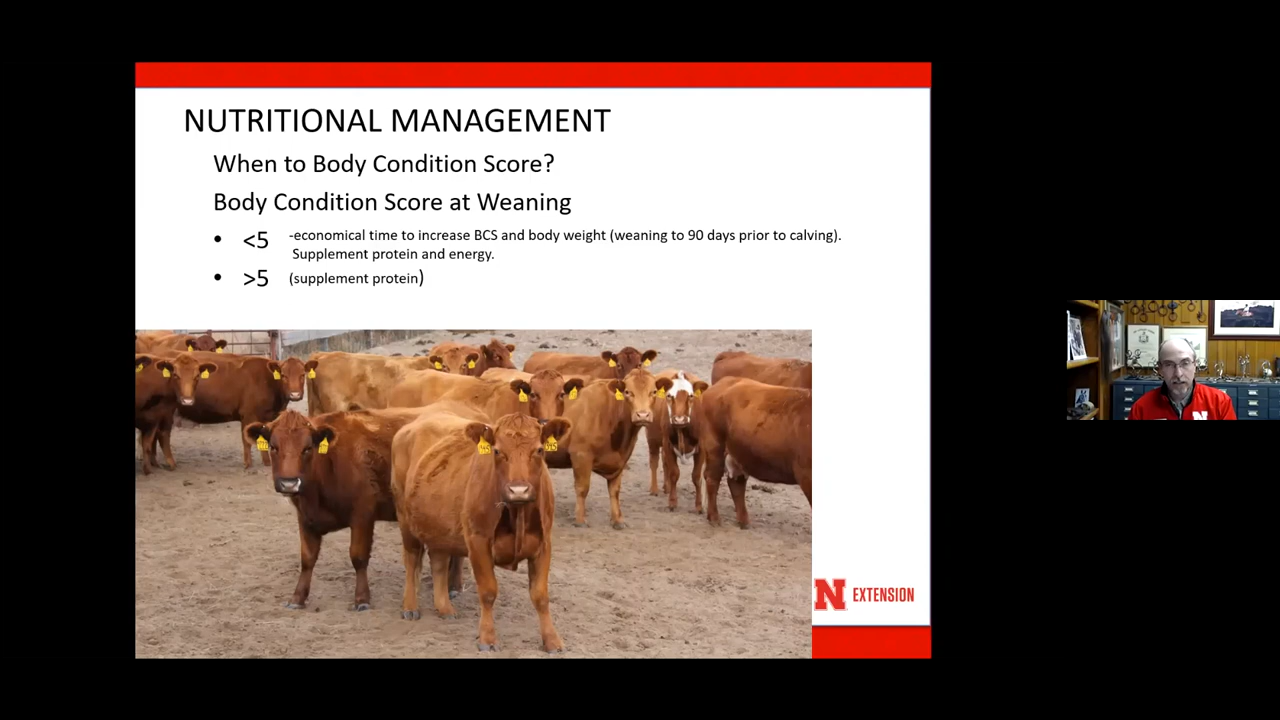 NUTRITIONAL MANAGEMENT
When to Body Condition Score?
Body Condition Score at Weaning
• <5 -economical time to increase BCS and body weight (weaning to 90 days prior to calving).
Supplement protein and energy.
• >5 (supplement protein)
N EXTENSION
N